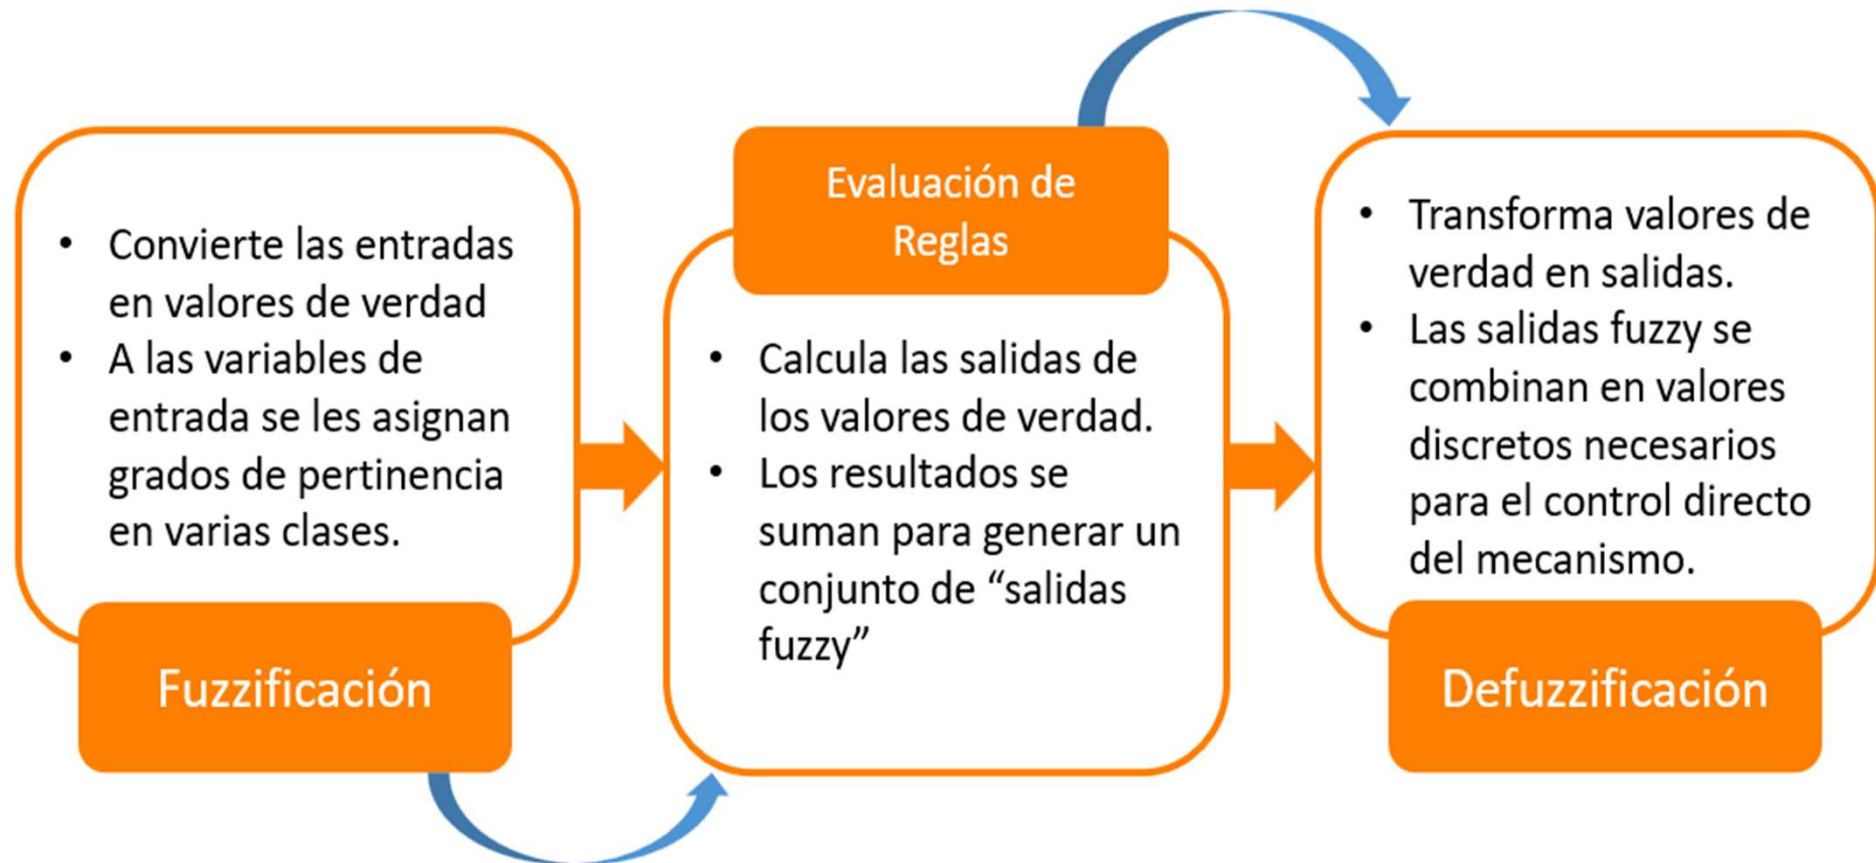 • Convierte las entradas
en valores de verdad
• A las variables de
entrada se les asignan
grados de pertinencia
en varias clases.
Fuzzificación
Evaluación de
Reglas
• Calcula las salidas de
los valores de verdad.
• Los resultados se
suman para generar un
conjunto de “salidas
fuzzy”
• Transforma valores de
verdad en salidas.
• Las salidas fuzzy se
combinan en valores
discretos necesarios
para el control directo
del mecanismo.
Defuzzificación